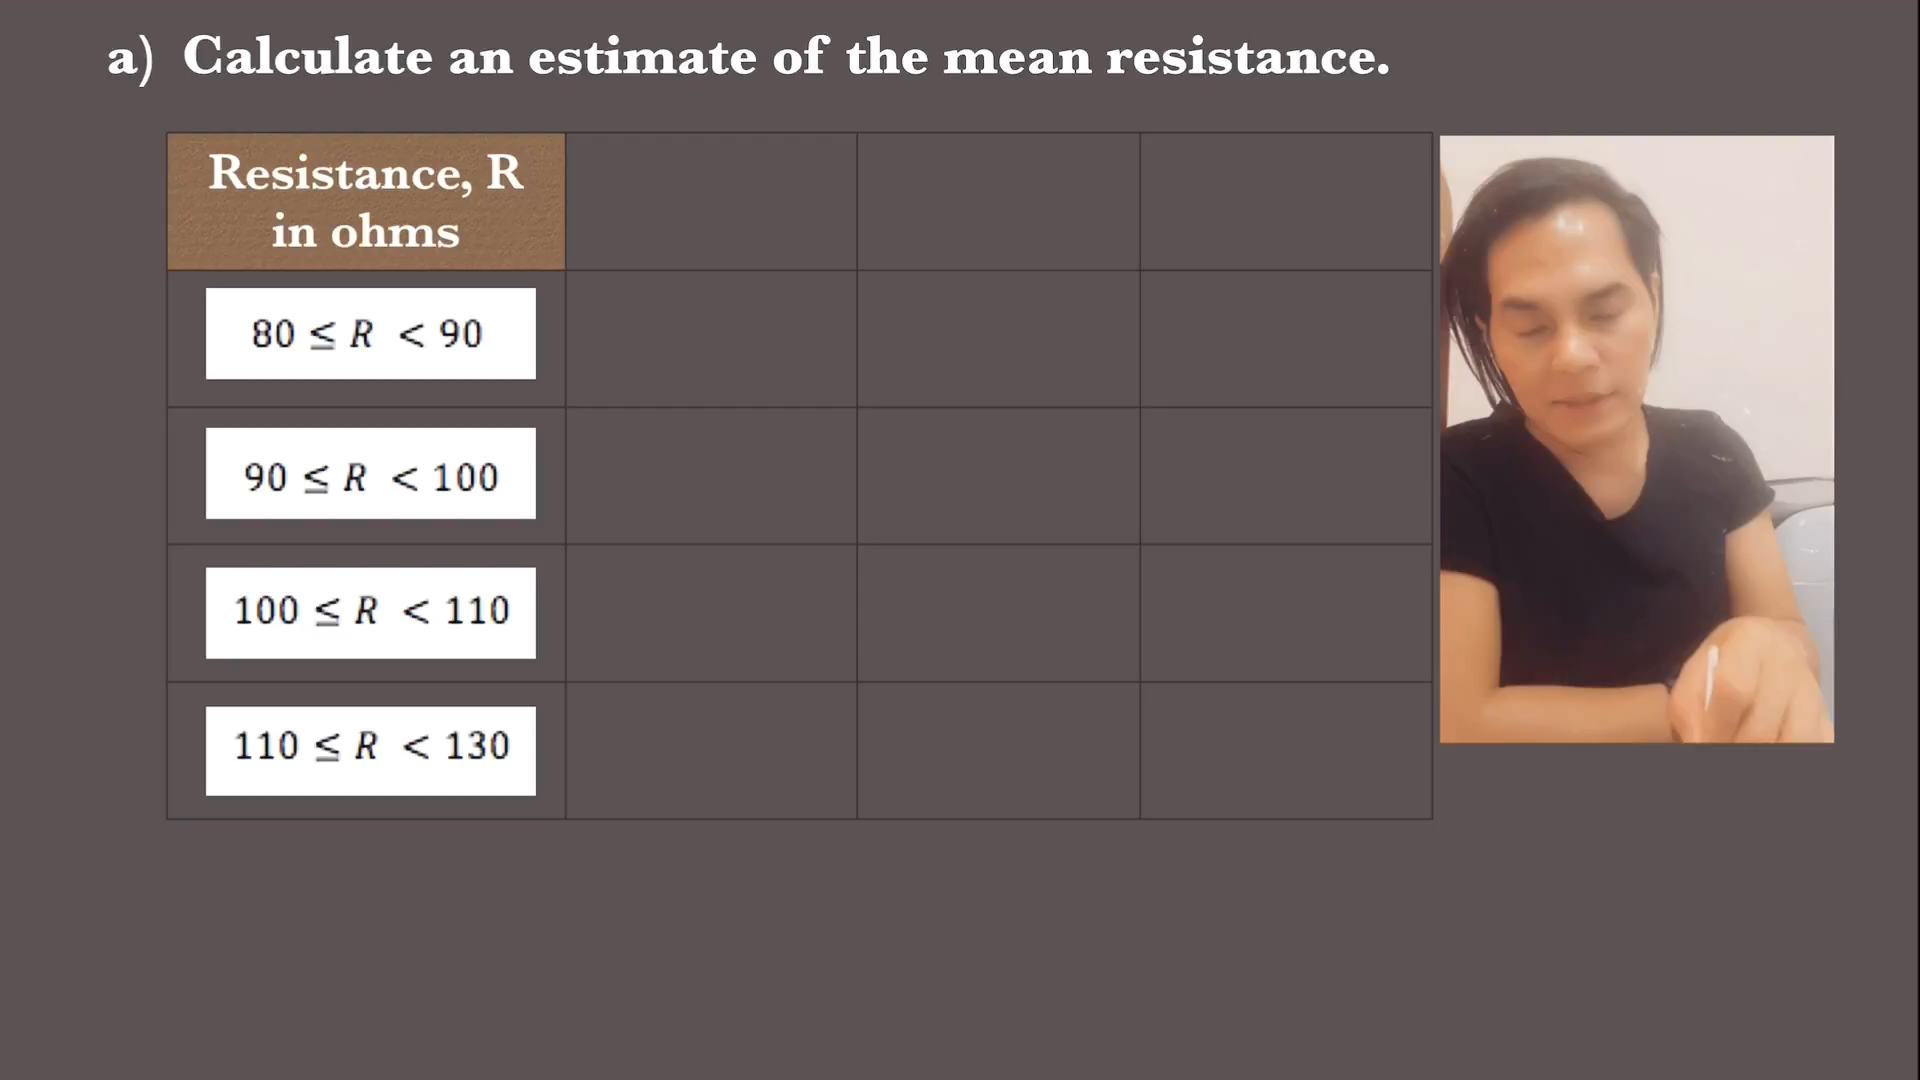 a) Calculate an estimate of the mean resistance.
Resistance, R
in ohms
80 ≤ R < 90
90 ≤ R < 100
100 ≤ R < 110
110 ≤ R < 130